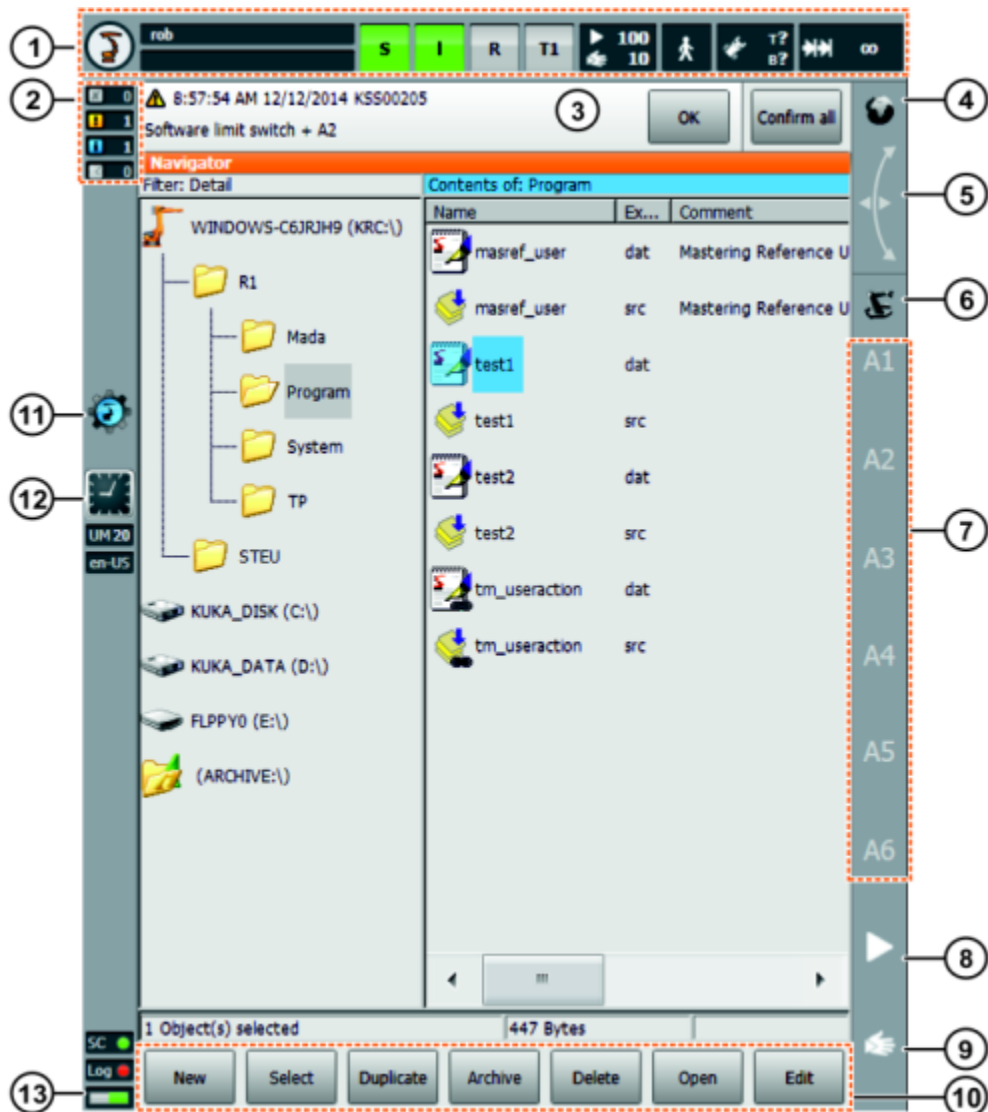 1
rob
S
I
R
T1
100
10
T?
B?
∞
2
0
1
1
0
8:57:54 AM 12/12/2014 KSS00205
Software limit switch + A2
3
OK
Confirm all
4
Navigator
Filter: Detail
Contents of: Program
5
Name Ex... Comment
WINDOWS-C6JRJH9 (KRC:\)
R1
Mada
Program
System
TP
STEU
KUKA_DISK (C:\)
KUKA_DATA (D:\)
FLPPY0 (E:\)
(ARCHIVE:\)
masref_user dat Mastering Reference U
masref_user src Mastering Reference U
test1 dat
test1 src
test2 dat
test2 src
tm_useraction dat
tm_useraction src
6
A1
A2
A3
A4
A5
A6
7
11
12
UM 20
en-US
8
1 Object(s) selected
447 Bytes
SC
Log
9
13
New
Select
Duplicate
Archive
Delete
Open
Edit
10